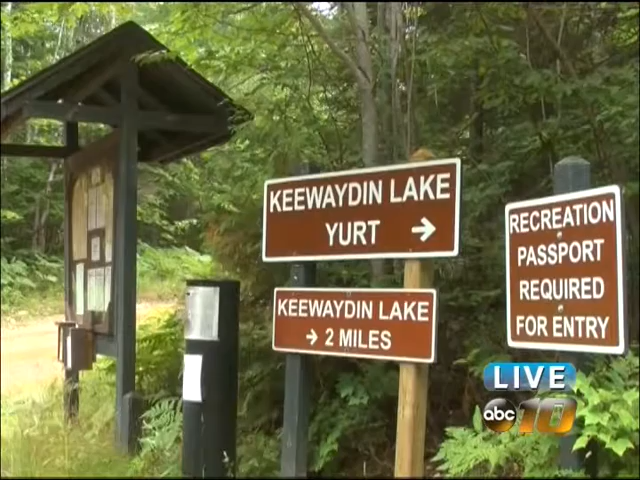 KEEWAYDIN LAKE
YURT →
KEEWAYDIN LAKE
→ 2 MILES
RECREATION
PASSPORT
REQUIRED
FOR ENTRY
LIVE
abc 10